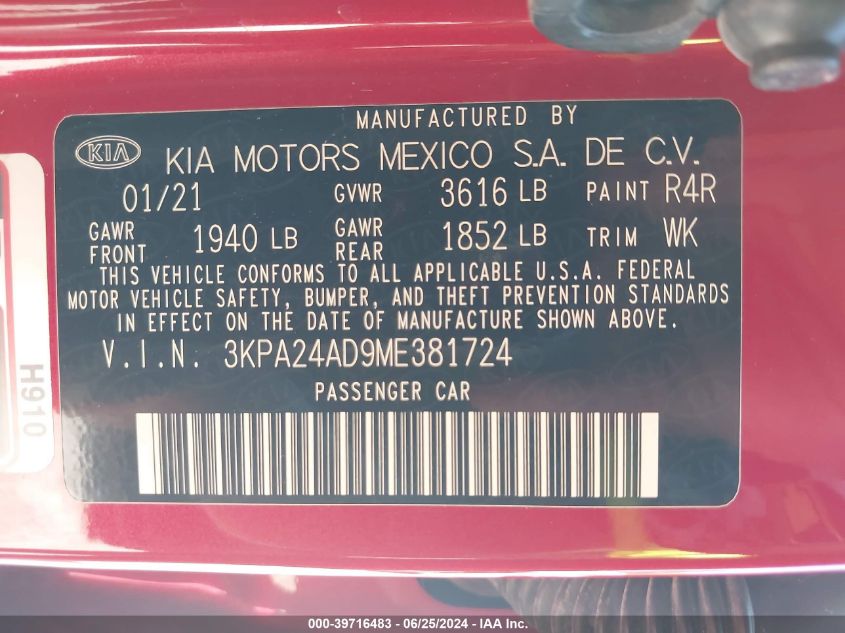 MANUFACTURED BY
KIA KIA MOTORS MEXICO S.A. DE C.V.
01/21 GVWR 3616 LB PAINT R4R
GAWR FRONT 1940 LB GAWR REAR 1852 LB TRIM WK
THIS VEHICLE CONFORMS TO ALL APPLICABLE U.S.A. FEDERAL
MOTOR VEHICLE SAFETY, BUMPER, AND THEFT PREVENTION STANDARDS
IN EFFECT ON THE DATE OF MANUFACTURE SHOWN ABOVE.
V.I.N. 3KPA24AD9ME381724
PASSENGER CAR
H910
000-39716483 - 06/25/2024 - IAA Inc.